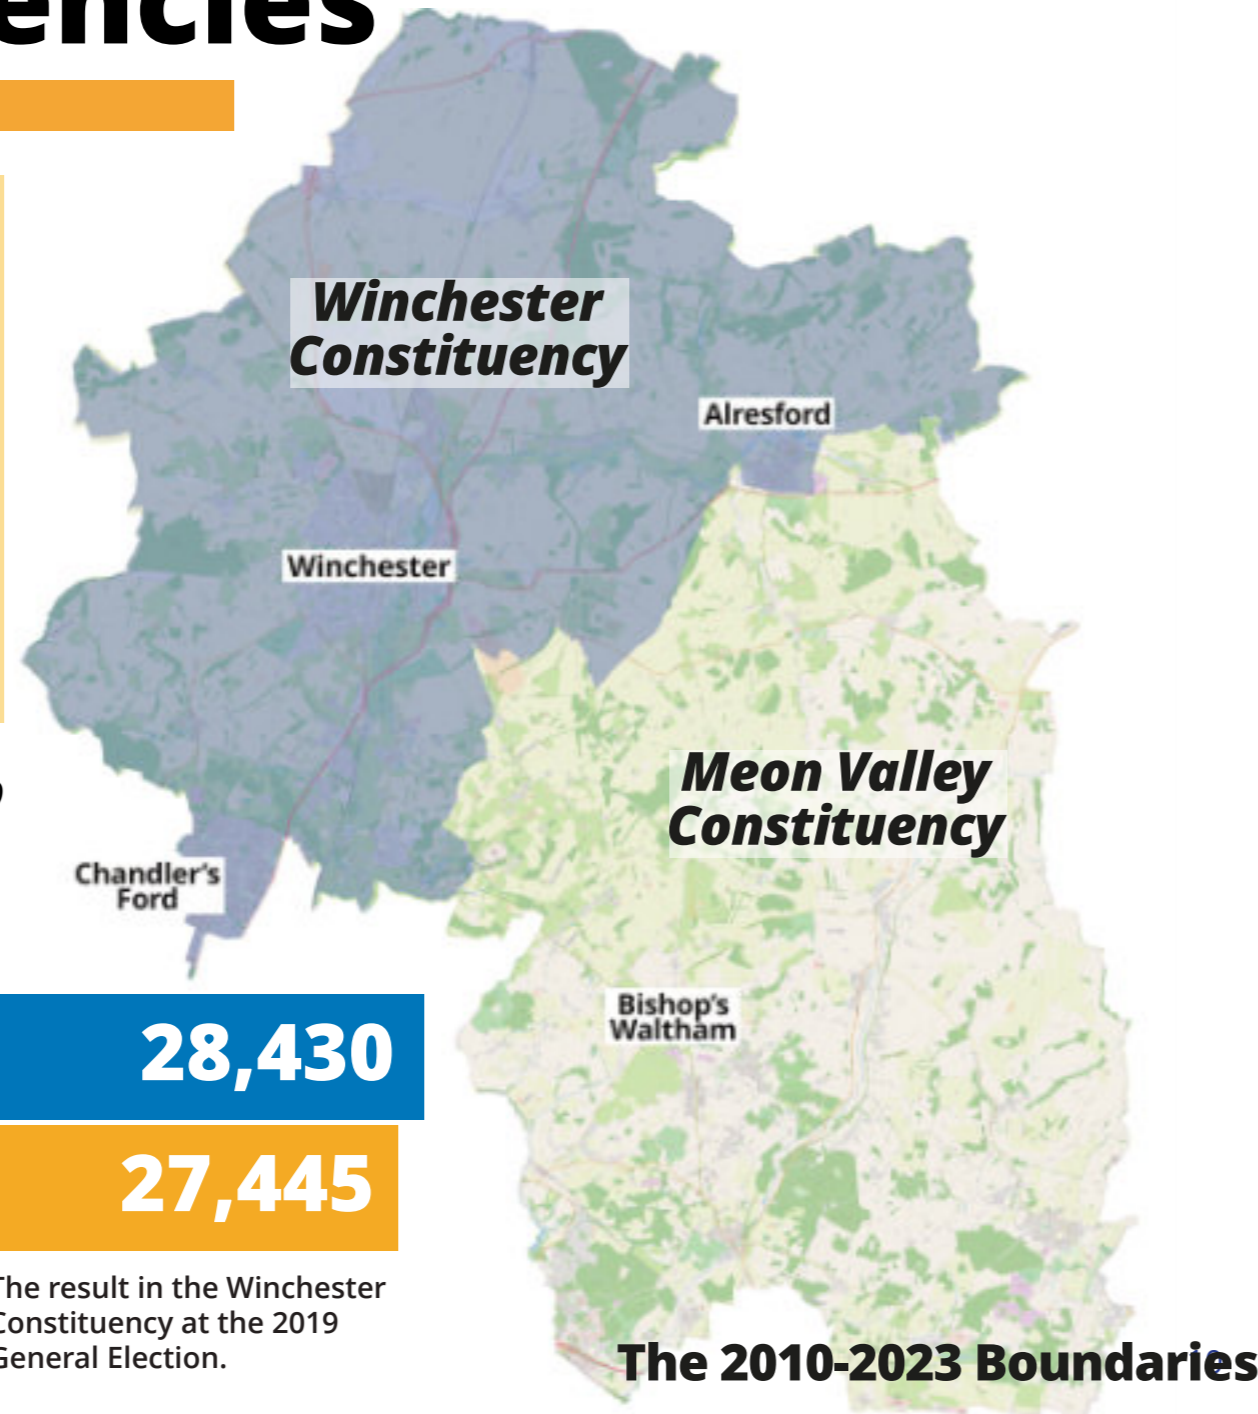 encies
Winchester
Constituency
Alresford
Winchester
Meon Valley
Constituency
Chandler's
Ford
Bishop's
Waltham
28,430
27,445
The result in the Winchester
Constituency at the 2019
General Election.
The 2010-2023 Boundaries